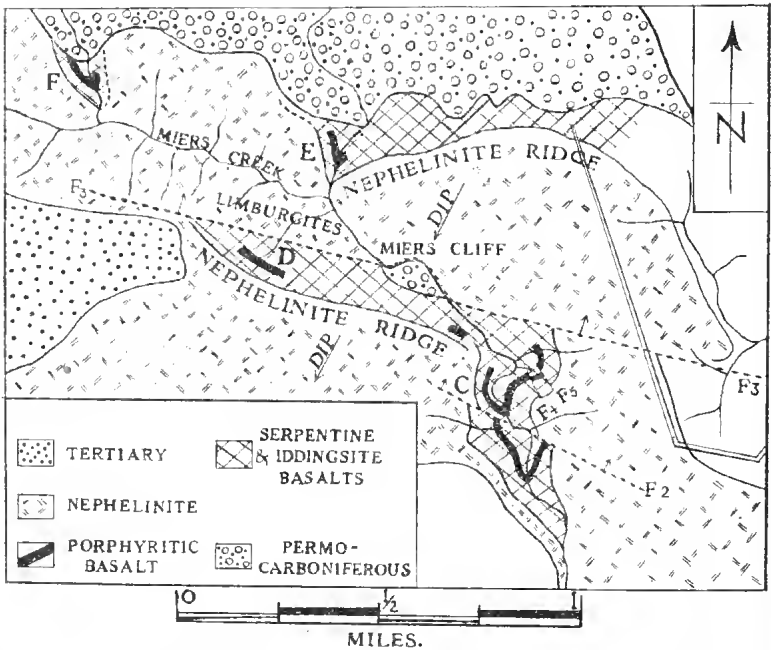 N
F
MIERS
CREEK
E
NEPHELINITE RIDGE
F3
LIMBURGITES
DIP
MIERS CLIFF
D
NEPHELINITE RIDGE
DIP
C
F4 F5
F3
F2
TERTIARY
SERPENTINE
& IDDINGSITE
BASALTS
NEPHELINITE
PORPHYRITIC
BASALT
PERMO-
CARBONIFEROUS
0 ½ 1
MILES.